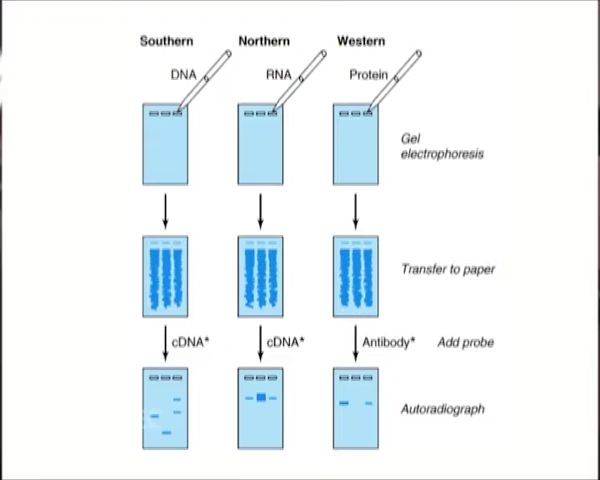 Southern Northern Western
DNA RNA Protein
Gel
electrophoresis
Transfer to paper
cDNA* cDNA* Antibody* Add probe
Autoradiograph